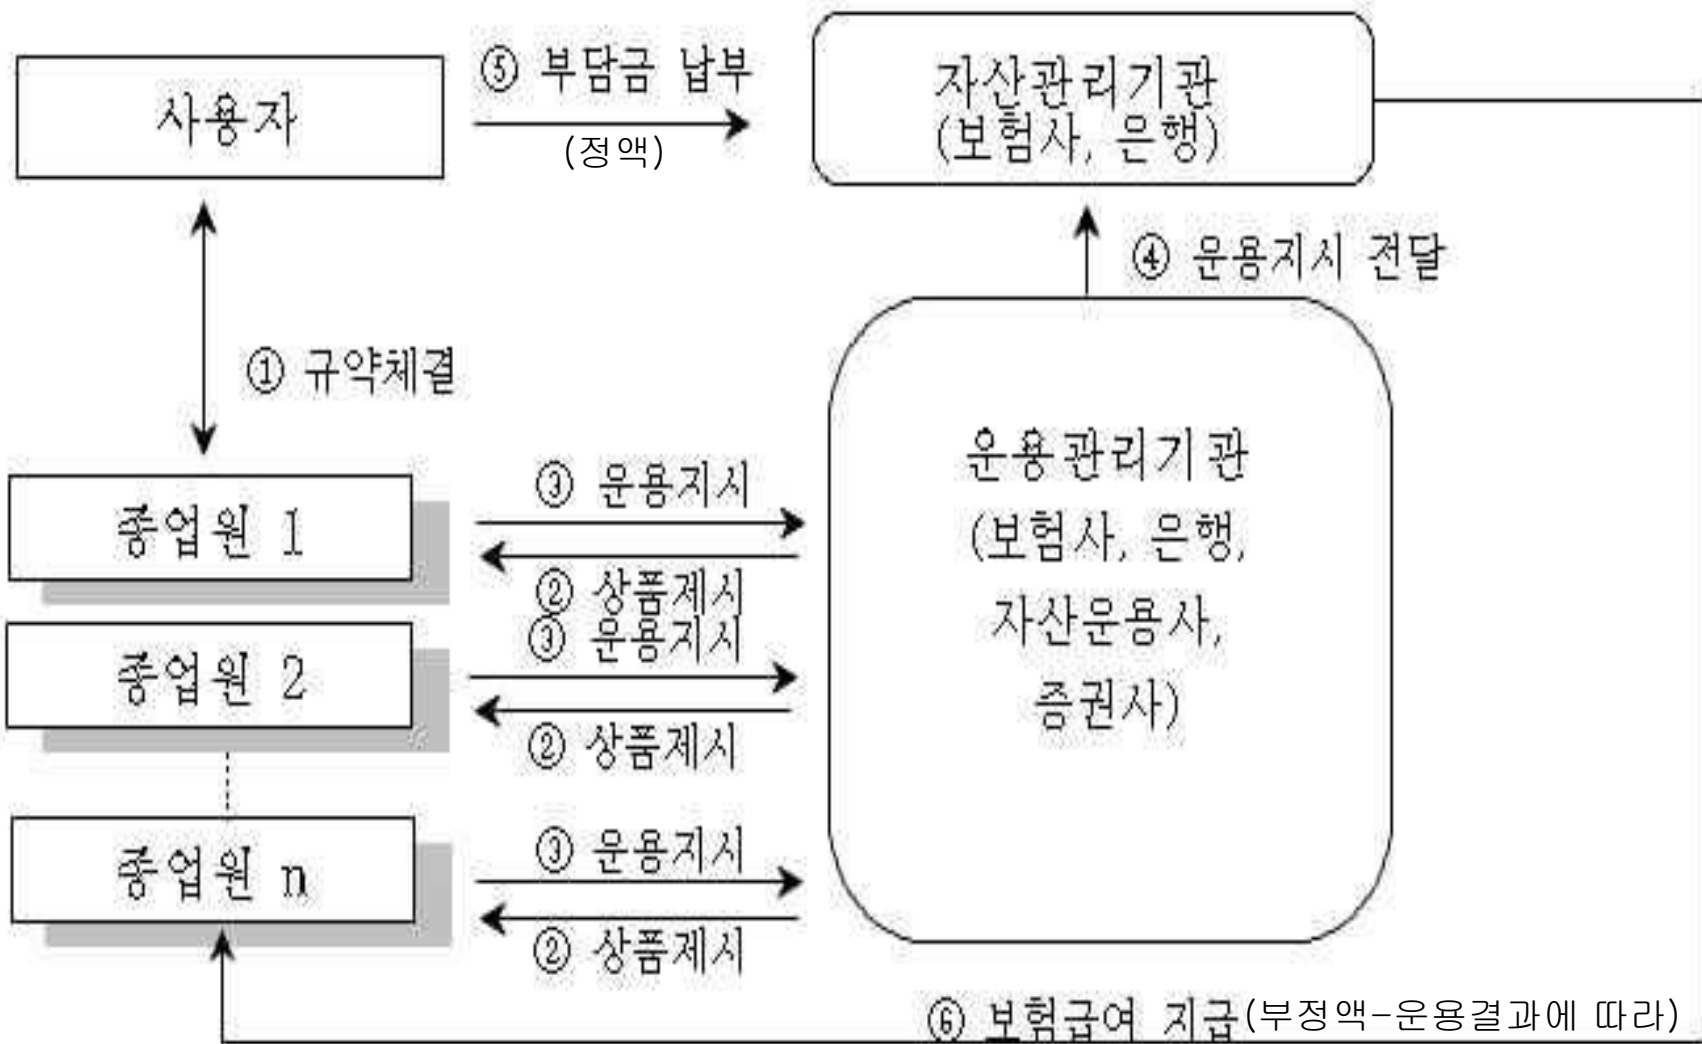 사용자
⑤ 부담금 납부
(정액)
자산관리기관
(보험사, 은행)
④ 운용지시 전달
① 규약체결
종업원 1
③ 운용지시
② 상품제시
종업원 2
③ 운용지시
② 상품제시
종업원 n
③ 운용지시
② 상품제시
운용관리기관
(보험사, 은행,
자산운용사,
증권사)
⑥ 보험급여 지급(부정액-운용결과에 따라)